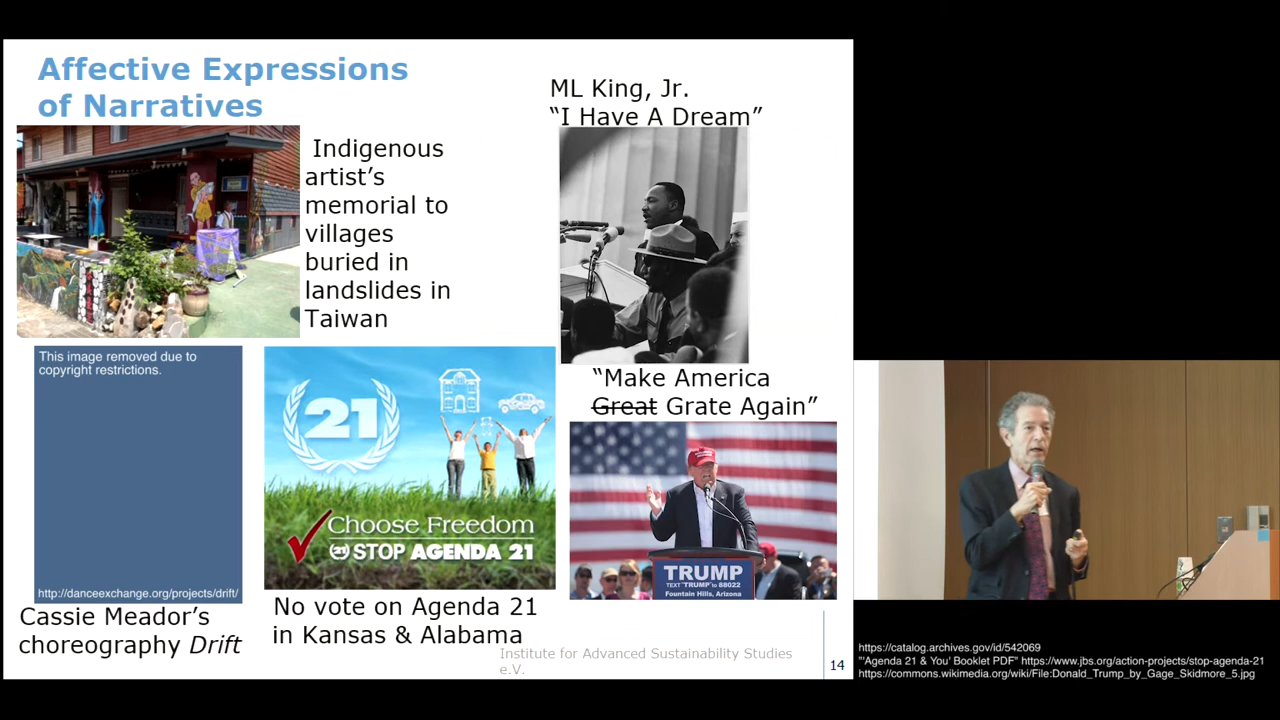 Affective Expressions
of Narratives
Indigenous
artist’s
memorial to
villages
buried in
landslides in
Taiwan
ML King, Jr.
“I Have A Dream”
This image removed due to
copyright restrictions.
http://danceexchange.org/projects/drift/
Cassie Meador’s
choreography Drift
21
Choose Freedom
21 STOP AGENDA 21
No vote on Agenda 21
in Kansas & Alabama
“Make America
Great Grate Again”
TRUMP
TEXT "TRUMP" to 88022
Fountain Hills, Arizona
Institute for Advanced Sustainability Studies
e.V.
14
https://catalog.archives.gov/id/542069
"'Agenda 21 & You' Booklet PDF" https://www.jbs.org/action-projects/stop-agenda-21
https://commons.wikimedia.org/wiki/File:Donald_Trump_by_Gage_Skidmore_5.jpg